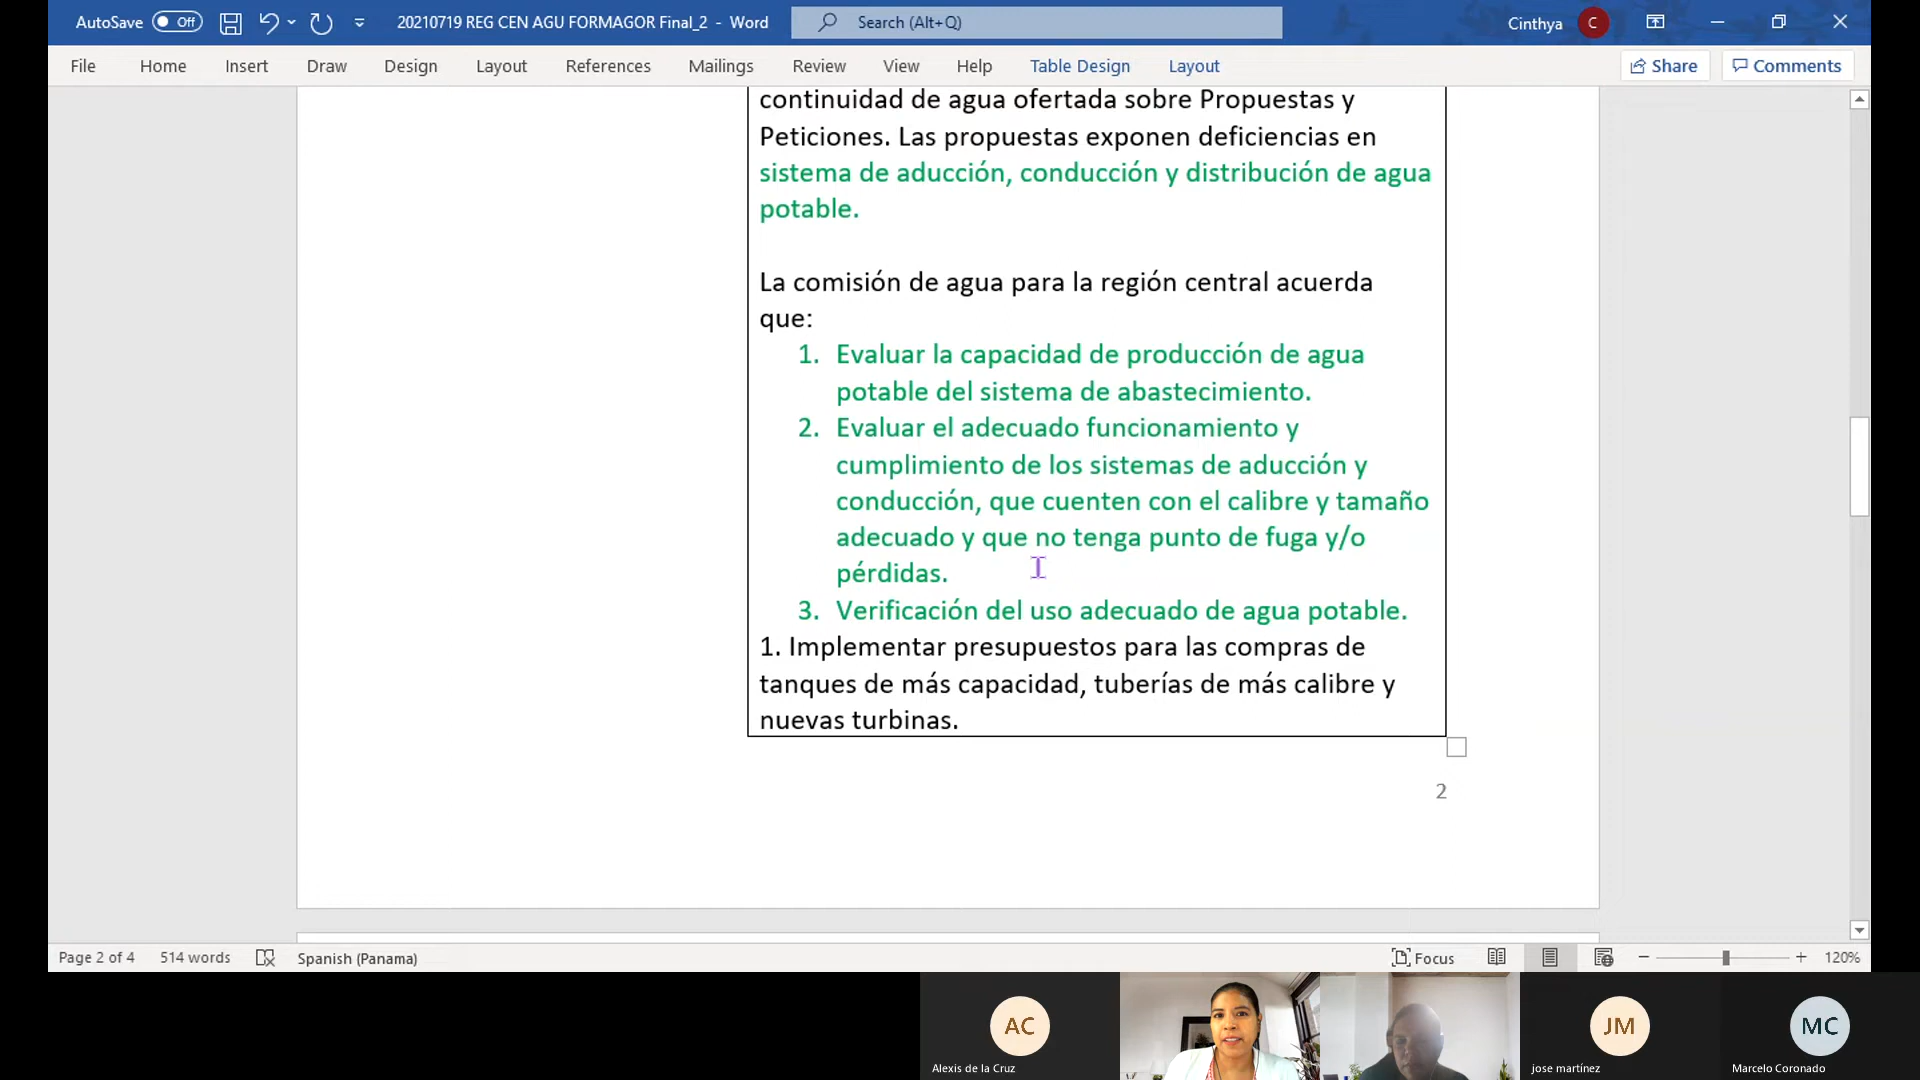 AutoSave Off 20210719 REG CEN AGU FORMAGOR Final_2 - Word Search (Alt+Q) Cinthya C
File Home Insert Draw Design Layout References Mailings Review View Help Table Design Layout Share Comments
continuidad de agua ofertada sobre Propuestas y
Peticiones. Las propuestas exponen deficiencias en
sistema de aducción, conducción y distribución de agua
potable.
La comisión de agua para la región central acuerda
que:
1. Evaluar la capacidad de producción de agua
potable del sistema de abastecimiento.
2. Evaluar el adecuado funcionamiento y
cumplimiento de los sistemas de aducción y
conducción, que cuenten con el calibre y tamaño
adecuado y que no tenga punto de fuga y/o
pérdidas.
3. Verificación del uso adecuado de agua potable.
1. Implementar presupuestos para las compras de
tanques de más capacidad, tuberías de más calibre y
nuevas turbinas.
2
Page 2 of 4 514 words Spanish (Panama) Focus 120%
AC JM MC
Alexis de la Cruz jose martínez Marcelo Coronado